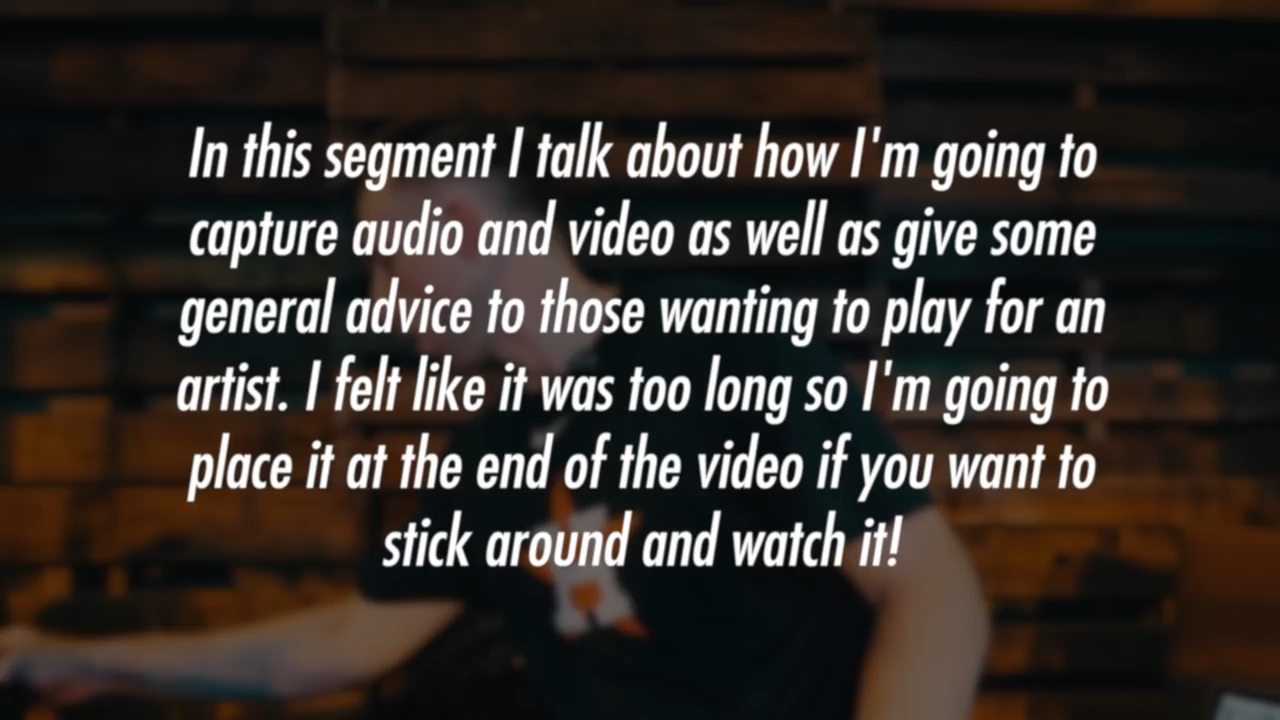 In this segment I talk about how I'm going to
capture audio and video as well as give some
general advice to those wanting to play for an
artist. I felt like it was too long so I'm going to
place it at the end of the video if you want to
stick around and watch it!